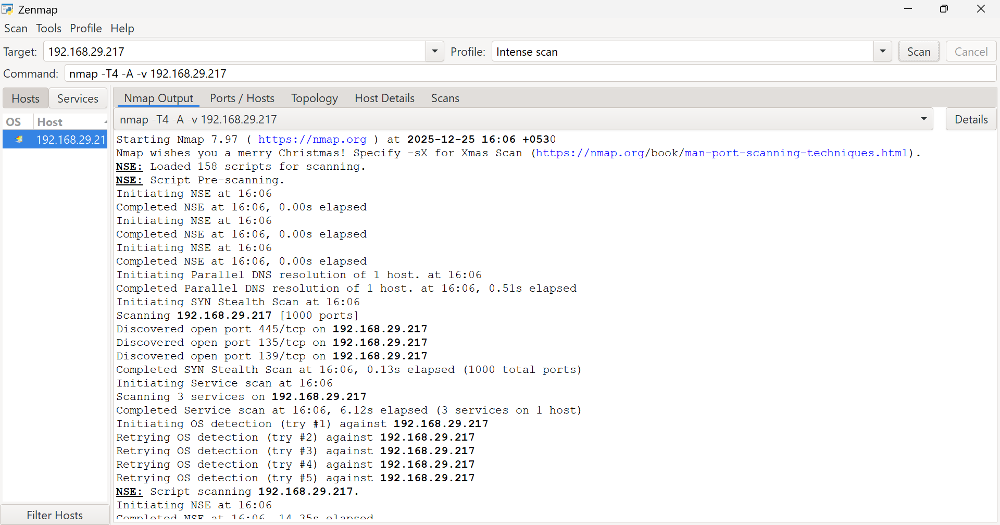 Zenmap
Scan Tools Profile Help
Target: 192.168.29.217 Profile: Intense scan Scan Cancel
Command: nmap -T4 -A -v 192.168.29.217
Hosts Services Nmap Output Ports / Hosts Topology Host Details Scans
nmap -T4 -A -v 192.168.29.217 Details
OS Host
192.168.29.21
Starting Nmap 7.97 ( https://nmap.org ) at 2025-12-25 16:06 +0530
Nmap wishes you a merry Christmas! Specify -sX for Xmas Scan (https://nmap.org/book/man-port-scanning-techniques.html).
NSE: Loaded 158 scripts for scanning.
NSE: Script Pre-scanning.
Initiating NSE at 16:06
Completed NSE at 16:06, 0.00s elapsed
Initiating NSE at 16:06
Completed NSE at 16:06, 0.00s elapsed
Initiating NSE at 16:06
Completed NSE at 16:06, 0.00s elapsed
Initiating Parallel DNS resolution of 1 host. at 16:06
Completed Parallel DNS resolution of 1 host. at 16:06, 0.51s elapsed
Initiating SYN Stealth Scan at 16:06
Scanning 192.168.29.217 [1000 ports]
Discovered open port 445/tcp on 192.168.29.217
Discovered open port 135/tcp on 192.168.29.217
Discovered open port 139/tcp on 192.168.29.217
Completed SYN Stealth Scan at 16:06, 0.13s elapsed (1000 total ports)
Initiating Service scan at 16:06
Scanning 3 services on 192.168.29.217
Completed Service scan at 16:06, 6.12s elapsed (3 services on 1 host)
Initiating OS detection (try #1) against 192.168.29.217
Retrying OS detection (try #2) against 192.168.29.217
Retrying OS detection (try #3) against 192.168.29.217
Retrying OS detection (try #4) against 192.168.29.217
Retrying OS detection (try #5) against 192.168.29.217
NSE: Script scanning 192.168.29.217.
Initiating NSE at 16:06
Completed NSE at 16:06, 14.35s elapsed
Filter Hosts